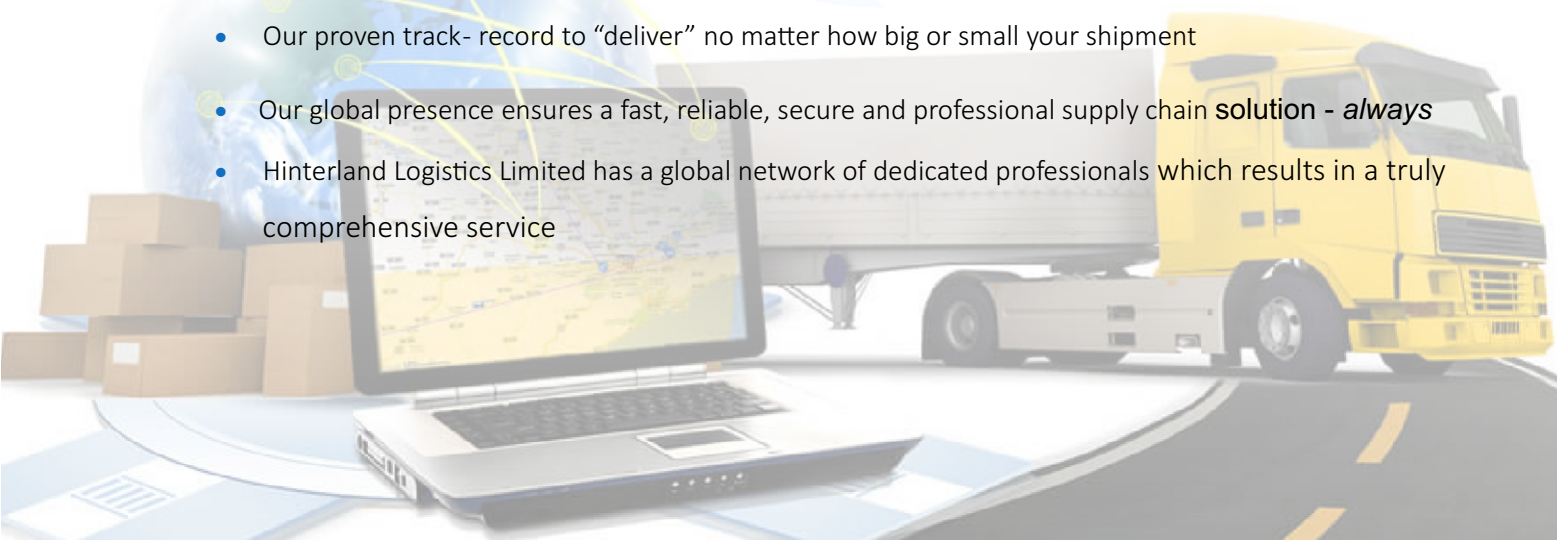 • Our proven track- record to “deliver” no matter how big or small your shipment
• Our global presence ensures a fast, reliable, secure and professional supply chain solution - always
• Hinterland Logistics Limited has a global network of dedicated professionals which results in a truly
comprehensive service